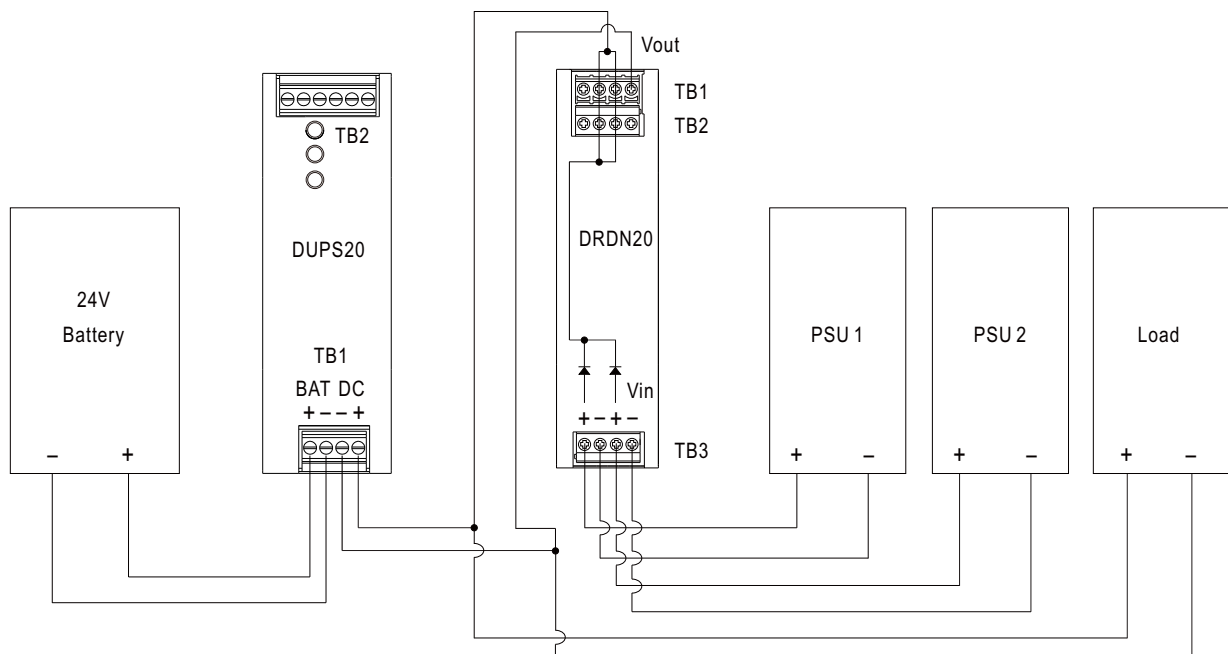 Vout
TB1
TB2
TB2
DUPS20
DRDN20
24V
Battery
PSU 1
PSU 2
Load
TB1
BAT DC
+ – – +
Vin
+ – + –
TB3
– +
+ –
+ –
+ –